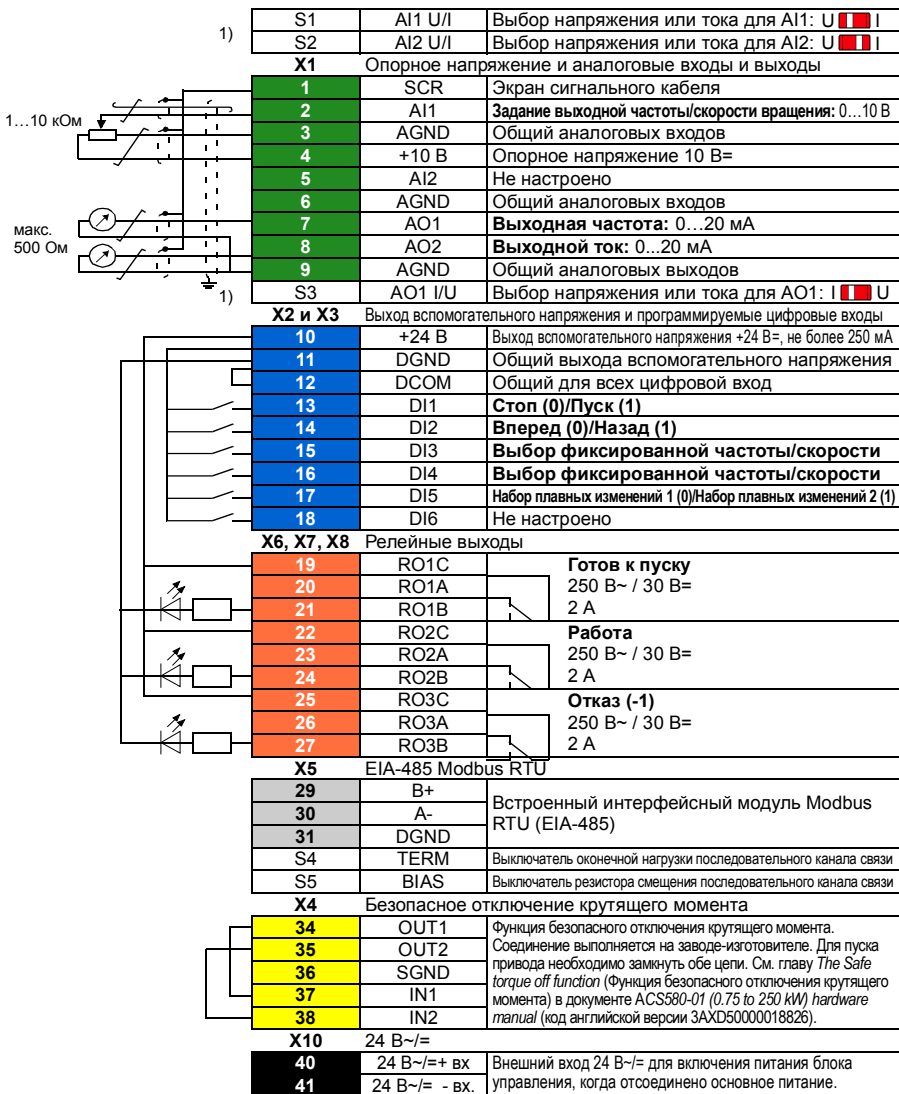 1)
S1 AI1 U/I Выбор напряжения или тока для AI1: U I
S2 AI2 U/I Выбор напряжения или тока для AI2: U I
X1 Опорное напряжение и аналоговые входы и выходы
1 SCR Экран сигнального кабеля
1…10 кОм
2 AI1 Задание выходной частоты/скорости вращения: 0…10 В
3 AGND Общий аналоговых входов
4 +10 В Опорное напряжение 10 В=
5 AI2 Не настроено
6 AGND Общий аналоговых входов
макс.
500 Ом
7 AO1 Выходная частота: 0…20 мА
8 AO2 Выходной ток: 0...20 мА
9 AGND Общий аналоговых выходов
1)
S3 AO1 I/U Выбор напряжения или тока для AO1: I U
X2 и X3 Выход вспомогательного напряжения и программируемые цифровые входы
10 +24 В Выход вспомогательного напряжения +24 В=, не более 250 мА
11 DGND Общий выхода вспомогательного напряжения
12 DCOM Общий для всех цифровой вход
13 DI1 Стоп (0)/Пуск (1)
14 DI2 Вперед (0)/Назад (1)
15 DI3 Выбор фиксированной частоты/скорости
16 DI4 Выбор фиксированной частоты/скорости
17 DI5 Набор плавных изменений 1 (0)/Набор плавных изменений 2 (1)
18 DI6 Не настроено
X6, X7, X8 Релейные выходы
19 RO1C Готов к пуску
20 RO1A 250 В~ / 30 В=
21 RO1B 2 А
22 RO2C Работа
23 RO2A 250 В~ / 30 В=
24 RO2B 2 А
25 RO3C Отказ (-1)
26 RO3A 250 В~ / 30 В=
27 RO3B 2 А
X5 EIA-485 Modbus RTU
29 B+
30 A-
31 DGND
Встроенный интерфейсный модуль Modbus
RTU (EIA-485)
S4 TERM Выключатель оконечной нагрузки последовательного канала связи
S5 BIAS Выключатель резистора смещения последовательного канала связи
X4 Безопасное отключение крутящего момента
34 OUT1
35 OUT2
36 SGND
37 IN1
38 IN2
Функция безопасного отключения крутящего момента.
Соединение выполняется на заводе-изготовителе. Для пуска
привода необходимо замкнуть обе цепи. См. главу The Safe
torque off function (Функция безопасного отключения крутящего
момента) в документе ACS580-01 (0.75 to 250 kW) hardware
manual (код английской версии 3AXD50000018826).
X10 24 В~/=
40 24 В~/=+ вх
41 24 В~/= - вх.
Внешний вход 24 В~/= для включения питания блока
управления, когда отсоединено основное питание.